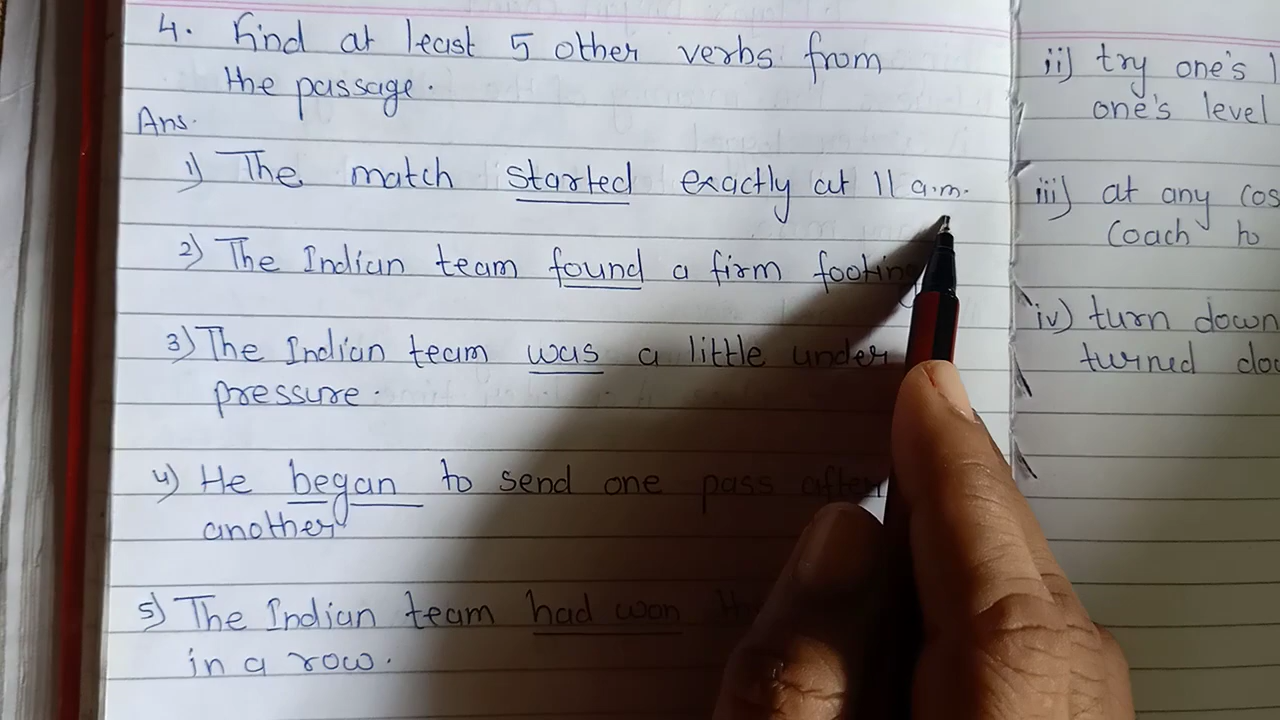 4. Find at least 5 other verbs from
the passage.
Ans.
1) The match started exactly at 11 a.m.
2) The Indian team found a firm footing
3) The Indian team was a little under
pressure.
4) He began to send one pass after
another
5) The Indian team had won
in a row.
ii) try one's
one's level
iii) at any
Coach to
iv) turn down
turned